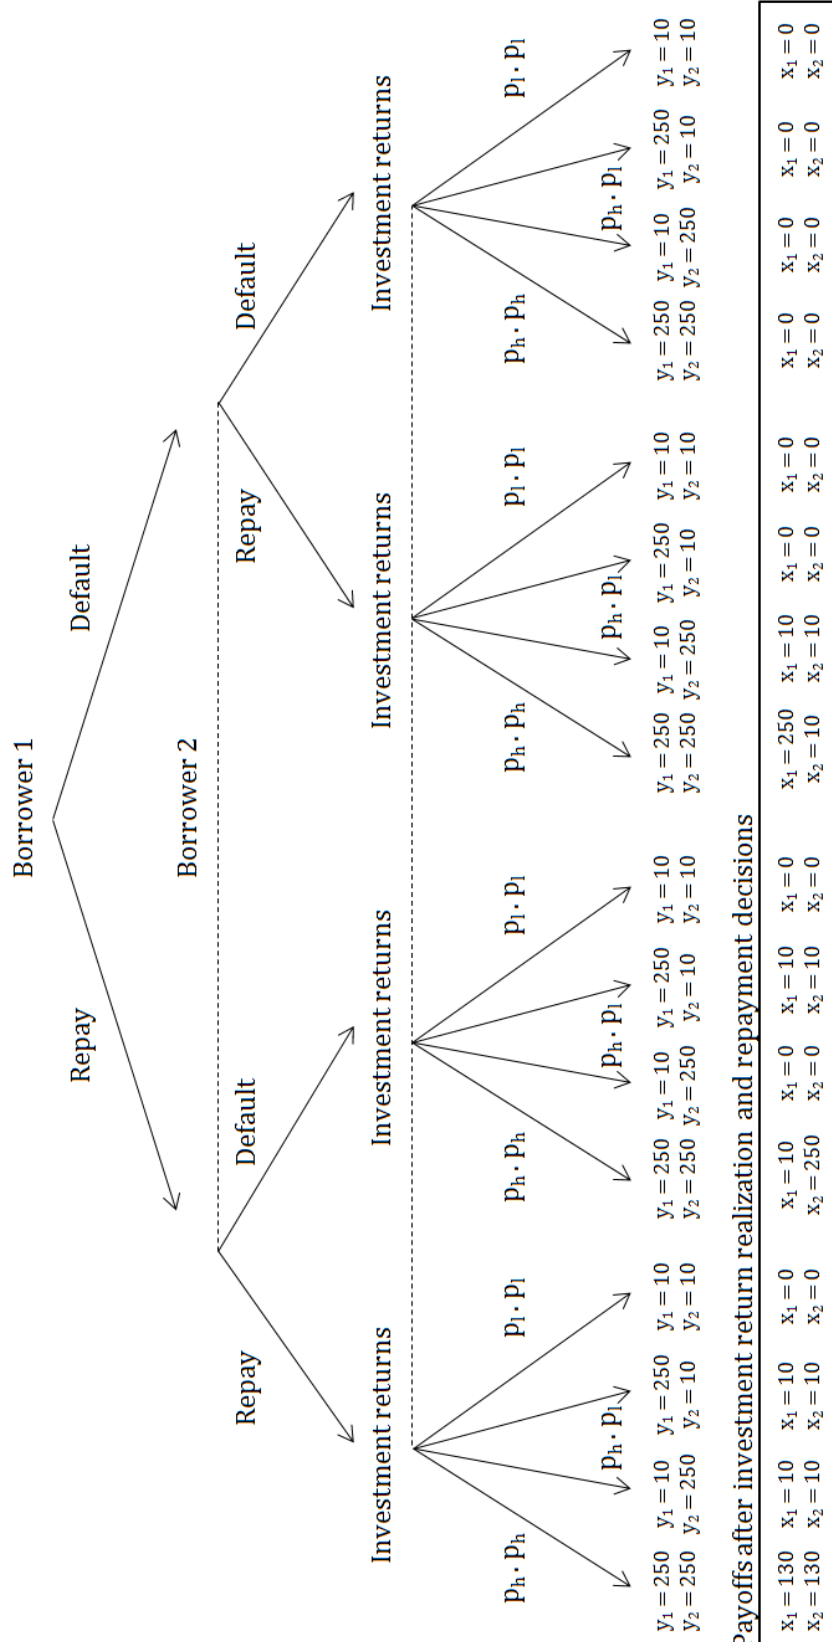 Borrower 1
Repay
Default
Borrower 2
Repay
Default
Repay
Default
Investment returns
Investment returns
Investment returns
Investment returns
pₕ · pₕ
pₗ · pₗ
pₕ · pₕ
pₗ · pₗ
pₕ · pₕ
pₗ · pₗ
pₕ · pₕ
pₗ · pₗ
pₕ · pₗ
pₕ · pₗ
pₕ · pₗ
pₕ · pₗ
y₁ = 250 y₁ = 10 y₁ = 250 y₁ = 10 y₁ = 250 y₁ = 10 y₁ = 250 y₁ = 10 y₁ = 250 y₁ = 10 y₁ = 250 y₁ = 10 y₁ = 250 y₁ = 10 y₁ = 250 y₁ = 10
y₂ = 250 y₂ = 250 y₂ = 10 y₂ = 10 y₂ = 250 y₂ = 250 y₂ = 10 y₂ = 10 y₂ = 250 y₂ = 250 y₂ = 10 y₂ = 10 y₂ = 250 y₂ = 250 y₂ = 10 y₂ = 10
Payoffs after investment return realization and repayment decisions
x₁ = 130 x₁ = 10 x₁ = 10 x₁ = 0 x₁ = 10 x₁ = 0 x₁ = 10 x₁ = 0 x₁ = 250 x₁ = 10 x₁ = 0 x₁ = 0 x₁ = 0 x₁ = 0 x₁ = 0 x₁ = 0
x₂ = 130 x₂ = 10 x₂ = 10 x₂ = 0 x₂ = 250 x₂ = 0 x₂ = 10 x₂ = 0 x₂ = 10 x₂ = 10 x₂ = 0 x₂ = 0 x₂ = 0 x₂ = 0 x₂ = 0 x₂ = 0